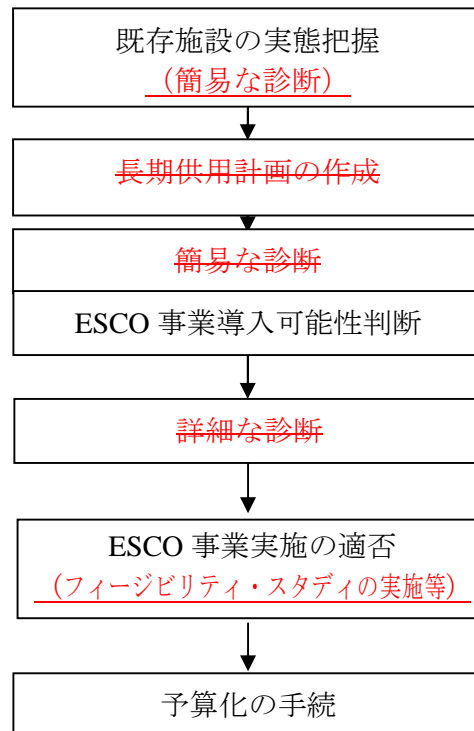 既存施設の実態把握
（簡易な診断）
長期供用計画の作成
簡易な診断
ESCO 事業導入可能性判断
詳細な診断
ESCO 事業実施の適否
（フィージビリティ・スタディの実施等）
予算化の手続